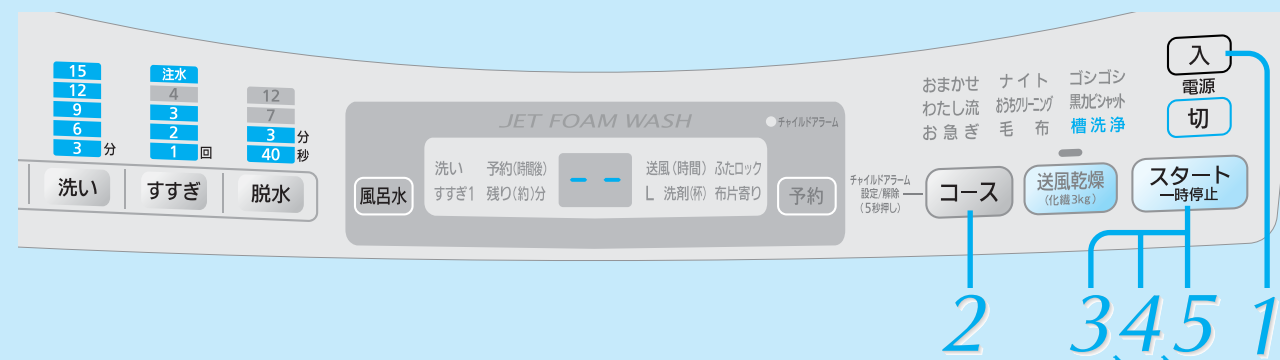 15
12
9
6
3 分
注水
4
3
2
1 回
12
7
3 分
40 秒
洗い
すすぎ
脱水
風呂水
JET FOAM WASH
チャイルドアラーム
洗い 予約(時間後) -- 送風(時間) ふたロック
すすぎ1 残り(約)分 L 洗剤(杯) 布片寄り
予約
チャイルドアラーム
設定/解除
(5秒押し)
おまかせ ナイト ゴシゴシ
わたし流 おうちクリーニング 黒カビシャット
お急ぎ 毛布 槽洗浄
コース
送風乾燥
(化繊3kg)
入
電源
切
スタート
一時停止
2
3 4 5
1